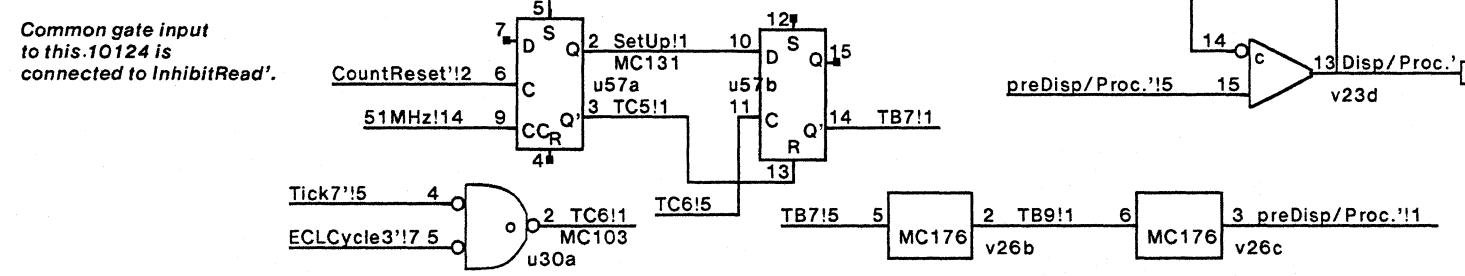 Common gate input
to this.10124 is
connected to InhibitRead'.
5
7
S
D
Q
2 SetUp!1
MC131
CountReset'!2 6
C
u57a
51MHz!14 9
CC
R
Q'
3 TC5!1
4
12
S
10
D
Q
15
u57b
11
C
Q'
14 TB7!1
R
13
TC6!5
14
c
13 Disp/Proc.'
preDisp/Proc.'!5 15
v23d
Tick7'!5 4
ECLCycle3'!7 5
o
2 TC6!1
MC103
u30a
TB7!5 5
MC176
2 TB9!1 6
v26b
MC176
3 preDisp/Proc.'!1
v26c